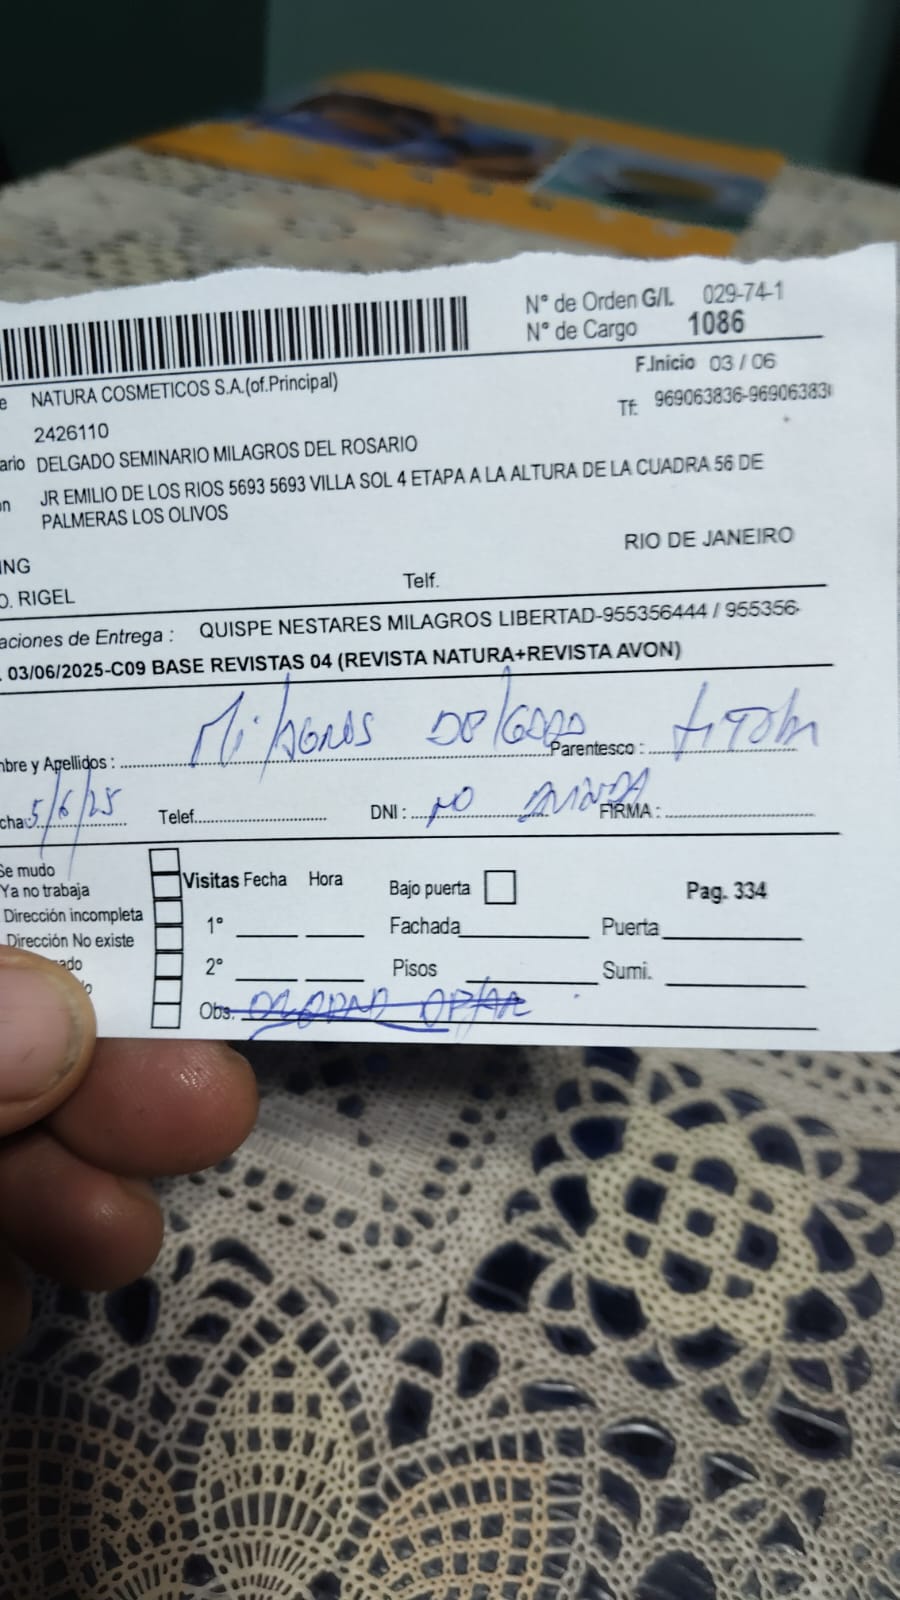 N° de Orden G/L 029-74-1
N° de Cargo 1086
F.Inicio 03 / 06
e NATURA COSMETICOS S.A.(of.Principal)
Tf: 969063836-969063836
2426110
ario DELGADO SEMINARIO MILAGROS DEL ROSARIO
on JR EMILIO DE LOS RIOS 5693 5693 VILLA SOL 4 ETAPA A LA ALTURA DE LA CUADRA 56 DE
PALMERAS LOS OLIVOS
RIO DE JANEIRO
ING
O. RIGEL Telf.
aciones de Entrega : QUISPE NESTARES MILAGROS LIBERTAD-955356444 / 955356-
. 03/06/2025-C09 BASE REVISTAS 04 (REVISTA NATURA+REVISTA AVON)
mbre y Apellidos : Milagros Delgado Parentesco :
cha 5/6/25 Telef. DNI : NO FIRMA :
Se mudo
Ya no trabaja
Dirección incompleta
Dirección No existe
ado
o
Visitas Fecha Hora Bajo puerta Pag. 334
1° Fachada Puerta
2° Pisos Sumi.
Obs.